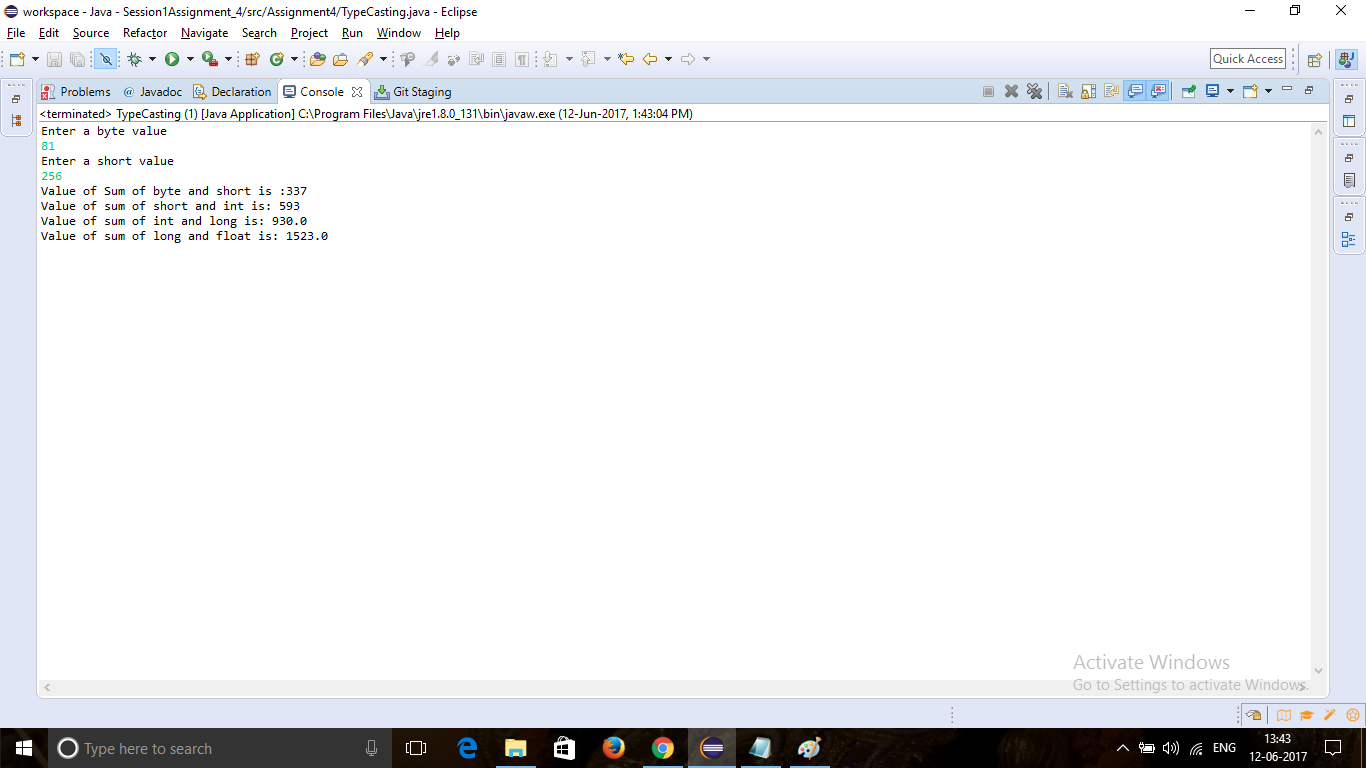 workspace - Java - Session1Assignment_4/src/Assignment4/TypeCasting.java - Eclipse
File Edit Source Refactor Navigate Search Project Run Window Help
Quick Access
Problems @ Javadoc Declaration Console Git Staging
<terminated> TypeCasting (1) [Java Application] C:\Program Files\Java\jre1.8.0_131\bin\javaw.exe (12-Jun-2017, 1:43:04 PM)
Enter a byte value
81
Enter a short value
256
Value of Sum of byte and short is :337
Value of sum of short and int is: 593
Value of sum of int and long is: 930.0
Value of sum of long and float is: 1523.0
Activate Windows
Go to Settings to activate Windows.
Type here to search
ENG
13:43
12-06-2017